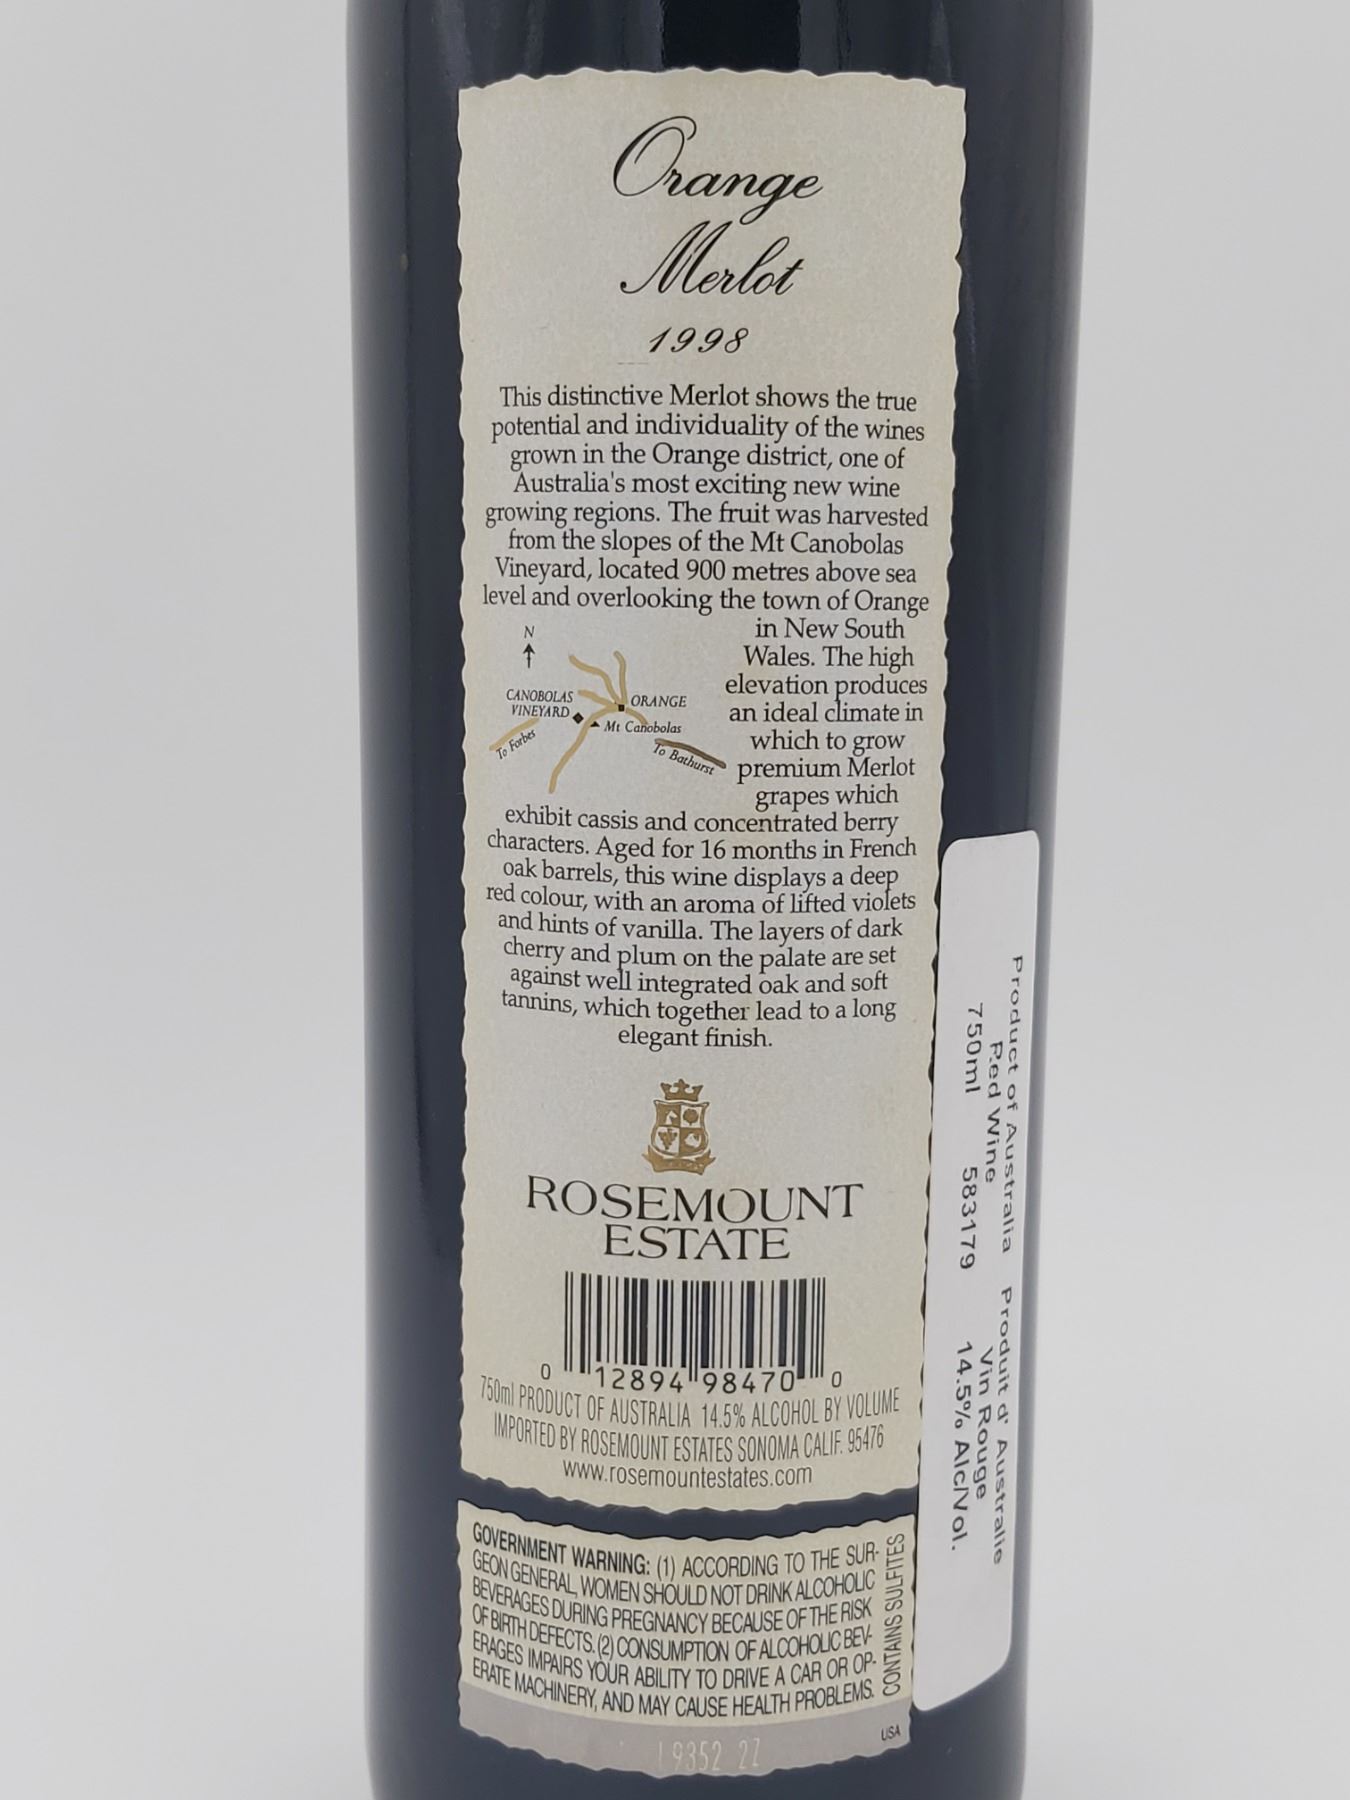 Orange
Merlot
1998
This distinctive Merlot shows the true
potential and individuality of the wines
grown in the Orange district, one of
Australia's most exciting new wine
growing regions. The fruit was harvested
from the slopes of the Mt Canobolas
Vineyard, located 900 metres above sea
level and overlooking the town of Orange
in New South
Wales. The high
elevation produces
an ideal climate in
which to grow
premium Merlot
grapes which
N
CANOBOLAS
VINEYARD
ORANGE
Mt Canobolas
To Forbes
To Bathurst
exhibit cassis and concentrated berry
characters. Aged for 16 months in French
oak barrels, this wine displays a deep
red colour, with an aroma of lifted violets
and hints of vanilla. The layers of dark
cherry and plum on the palate are set
against well integrated oak and soft
tannins, which together lead to a long
elegant finish.
ROSEMOUNT
ESTATE
0 12894 98470 0
750ml PRODUCT OF AUSTRALIA 14.5% ALCOHOL BY VOLUME
IMPORTED BY ROSEMOUNT ESTATES SONOMA CALIF. 95476
www.rosemountestates.com
GOVERNMENT WARNING: (1) ACCORDING TO THE SUR-
GEON GENERAL, WOMEN SHOULD NOT DRINK ALCOHOLIC
BEVERAGES DURING PREGNANCY BECAUSE OF THE RISK
OF BIRTH DEFECTS. (2) CONSUMPTION OF ALCOHOLIC BEV-
ERAGES IMPAIRS YOUR ABILITY TO DRIVE A CAR OR OP-
ERATE MACHINERY, AND MAY CAUSE HEALTH PROBLEMS.
CONTAINS SULFITES
USA
L9352 22
Product of Australia Produit d' Australie
Red Wine Vin Rouge
750ml 583179 14.5% Alc/Vol.